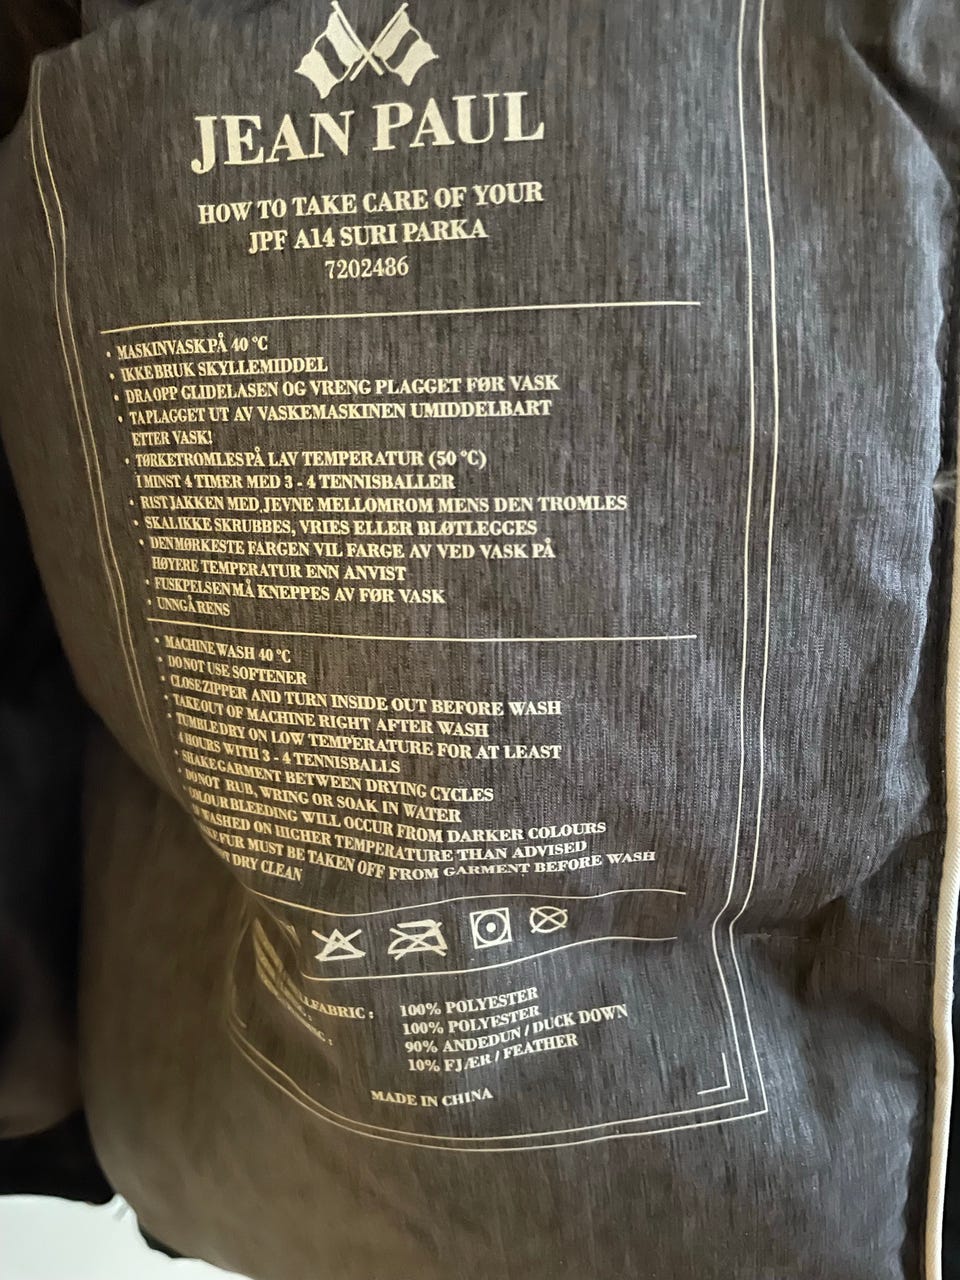 JEAN PAUL
HOW TO TAKE CARE OF YOUR
JPF A14 SURI PARKA
7202486
• MASKINVASK PÅ 40 °C
• IKKE BRUK SKYLLEMIDDEL
• DRA OPP GLIDELASEN OG VRENG PLAGGET FØR VASK
• TA PLAGGET UT AV VASKEMASKINEN UMIDDELBART
ETTER VASK!
• TØRKETROMLES PÅ LAV TEMPERATUR (50 °C)
I MINST 4 TIMER MED 3 - 4 TENNISBALLER
• RIST JAKKEN MED JEVNE MELLOMROM MENS DEN TROMLES
• SKAL IKKE SKRUBBES, VRIES ELLER BLØTLEGGES
• DEN MØRKESTE FARGEN VIL FARGE AV VED VASK PÅ
HØYERE TEMPERATUR ENN ANVIST
• FUSKPELSEN MÅ KNEPPES AV FØR VASK
• UNNGÅ RENS
• MACHINE WASH 40 °C
• DO NOT USE SOFTENER
• CLOSE ZIPPER AND TURN INSIDE OUT BEFORE WASH
• TAKE OUT OF MACHINE RIGHT AFTER WASH
• TUMBLE DRY ON LOW TEMPERATURE FOR AT LEAST
4 HOURS WITH 3 - 4 TENNISBALLS
• SHAKE GARMENT BETWEEN DRYING CYCLES
• DO NOT RUB, WRING OR SOAK IN WATER
• COLOUR BLEEDING WILL OCCUR FROM DARKER COLOURS
WASHED ON HIGHER TEMPERATURE THAN ADVISED
FUR MUST BE TAKEN OFF FROM GARMENT BEFORE WASH
DRY CLEAN
100% POLYESTER
100% POLYESTER
90% ANDEDUN / DUCK DOWN
10% FJÆR / FEATHER
MADE IN CHINA